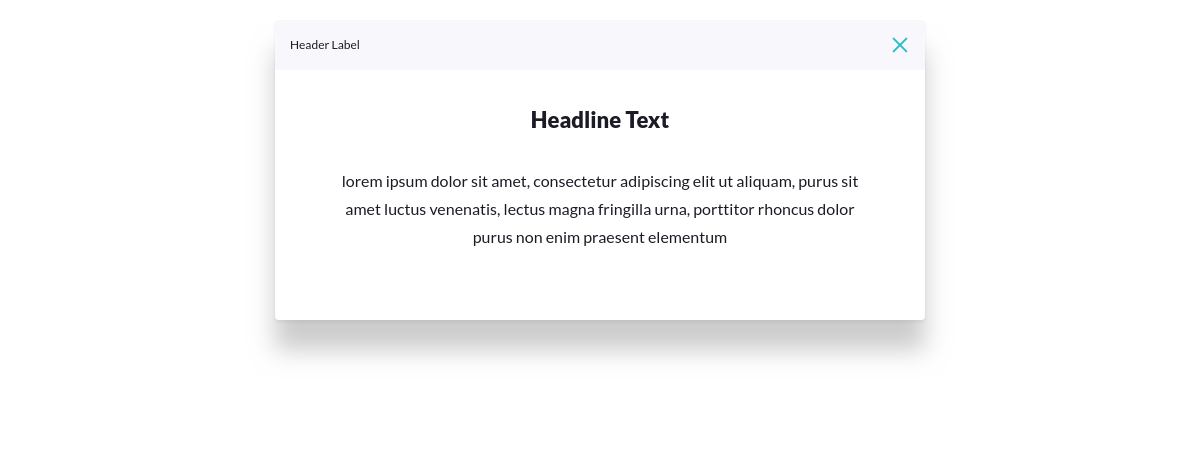 Header Label
Headline Text
lorem ipsum dolor sit amet, consectetur adipiscing elit ut aliquam, purus sit
amet luctus venenatis, lectus magna fringilla urna, porttitor rhoncus dolor
purus non enim praesent elementum